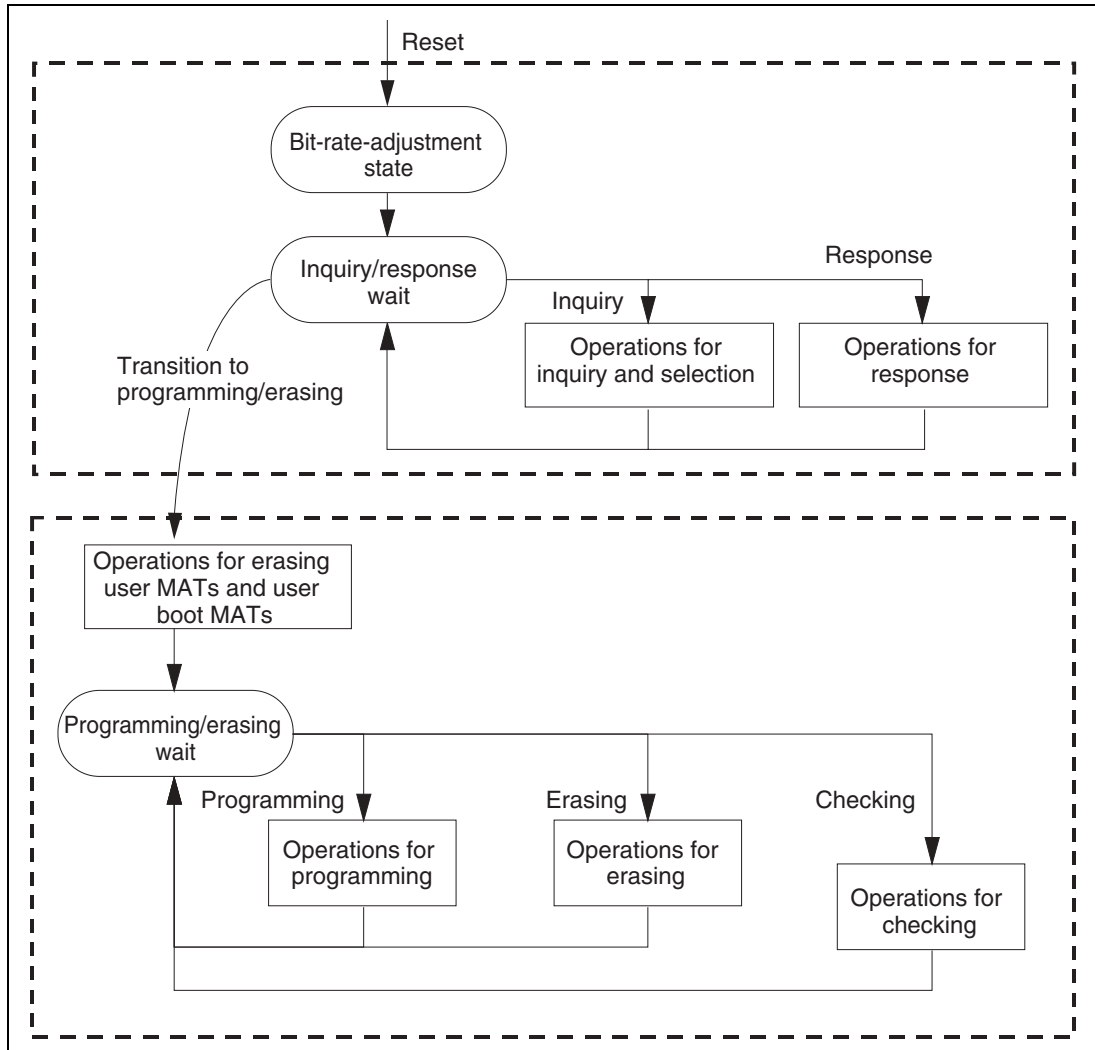 Reset
Bit-rate-adjustment
state
Inquiry/response
wait
Response
Inquiry
Operations for
inquiry and selection
Operations for
response
Transition to
programming/erasing
Operations for erasing
user MATs and user
boot MATs
Programming/erasing
wait
Programming
Erasing
Checking
Operations for
programming
Operations for
erasing
Operations for
checking